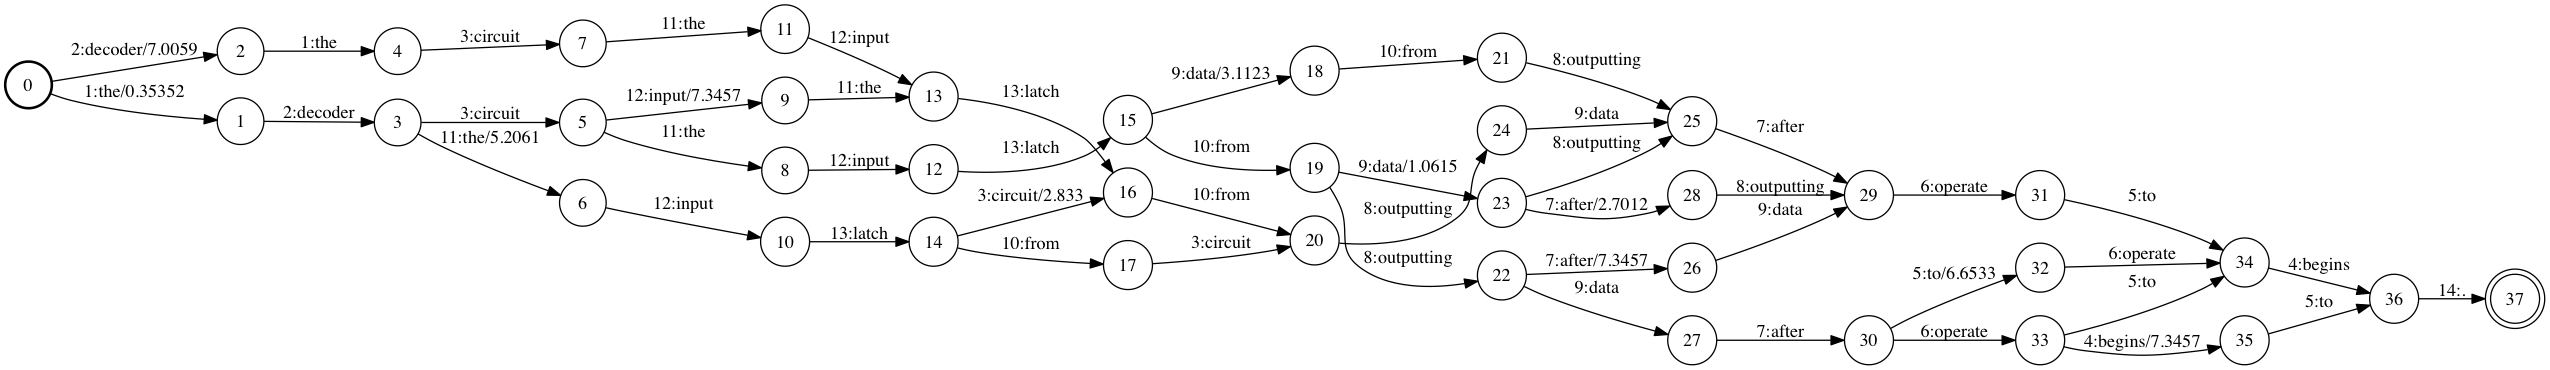 0
2:decoder/7.0059
1:the/0.35352
2
1
1:the
2:decoder
4
3
3:circuit
3:circuit
11:the/5.2061
7
5
6
11:the
12:input/7.3457
11:the
12:input
11
9
8
10
12:input
11:the
12:input
13:latch
13
12
14
13:latch
13:latch
3:circuit/2.833
10:from
15
16
17
9:data/3.1123
10:from
10:from
3:circuit
18
19
20
10:from
9:data/1.0615
8:outputting
8:outputting
21
24
23
22
8:outputting
9:data
8:outputting
7:after/2.7012
7:after/7.3457
9:data
25
28
26
27
7:after
8:outputting
9:data
7:after
29
30
6:operate
5:to/6.6533
6:operate
31
32
33
5:to
6:operate
5:to
4:begins/7.3457
34
35
4:begins
5:to
36
14:.
37